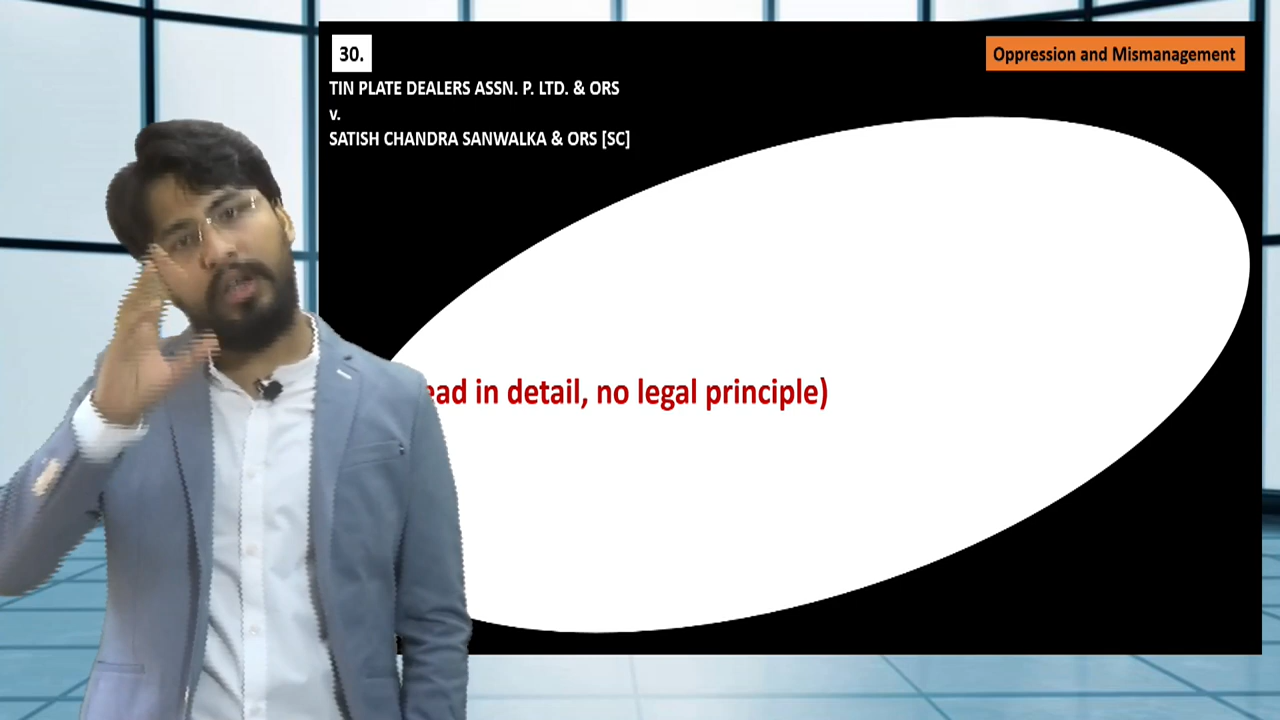 30.
Oppression and Mismanagement
TIN PLATE DEALERS ASSN. P. LTD. & ORS
v.
SATISH CHANDRA SANWALKA & ORS [SC]
in detail, no legal principle)